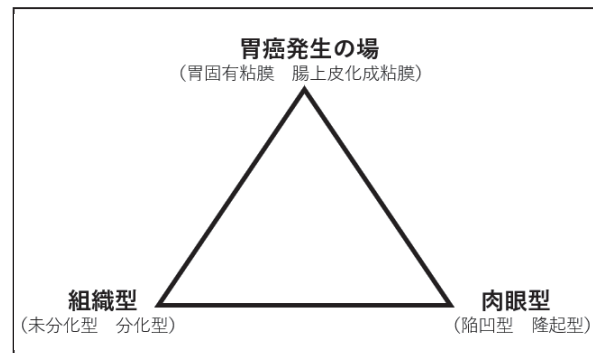 胃癌発生の場
（胃固有粘膜　腸上皮化成粘膜）
組織型
（未分化型　分化型）
肉眼型
（陥凹型　隆起型）